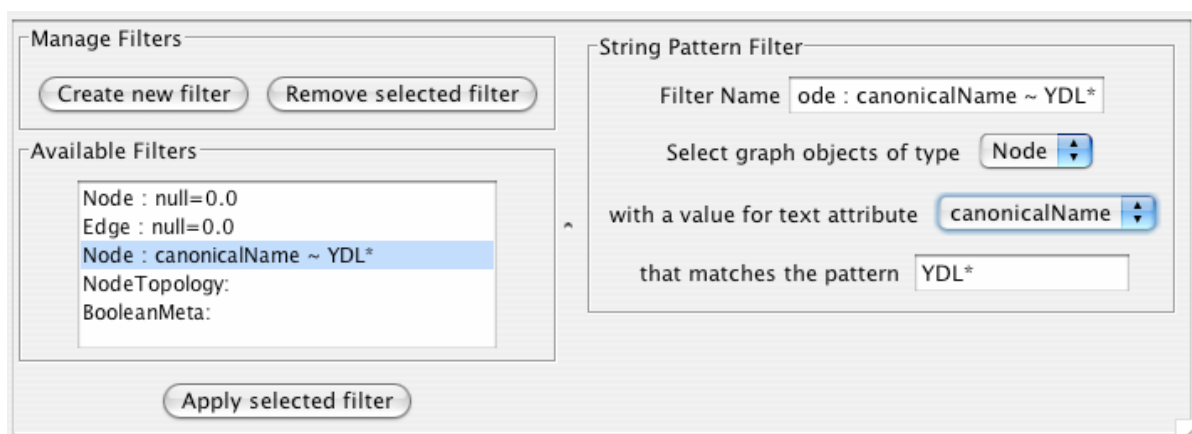 Manage Filters
Create new filter
Remove selected filter
Available Filters
Node : null=0.0
Edge : null=0.0
Node : canonicalName ~ YDL*
NodeTopology:
BooleanMeta:
Apply selected filter
String Pattern Filter
Filter Name ode : canonicalName ~ YDL*
Select graph objects of type Node
with a value for text attribute canonicalName
that matches the pattern YDL*